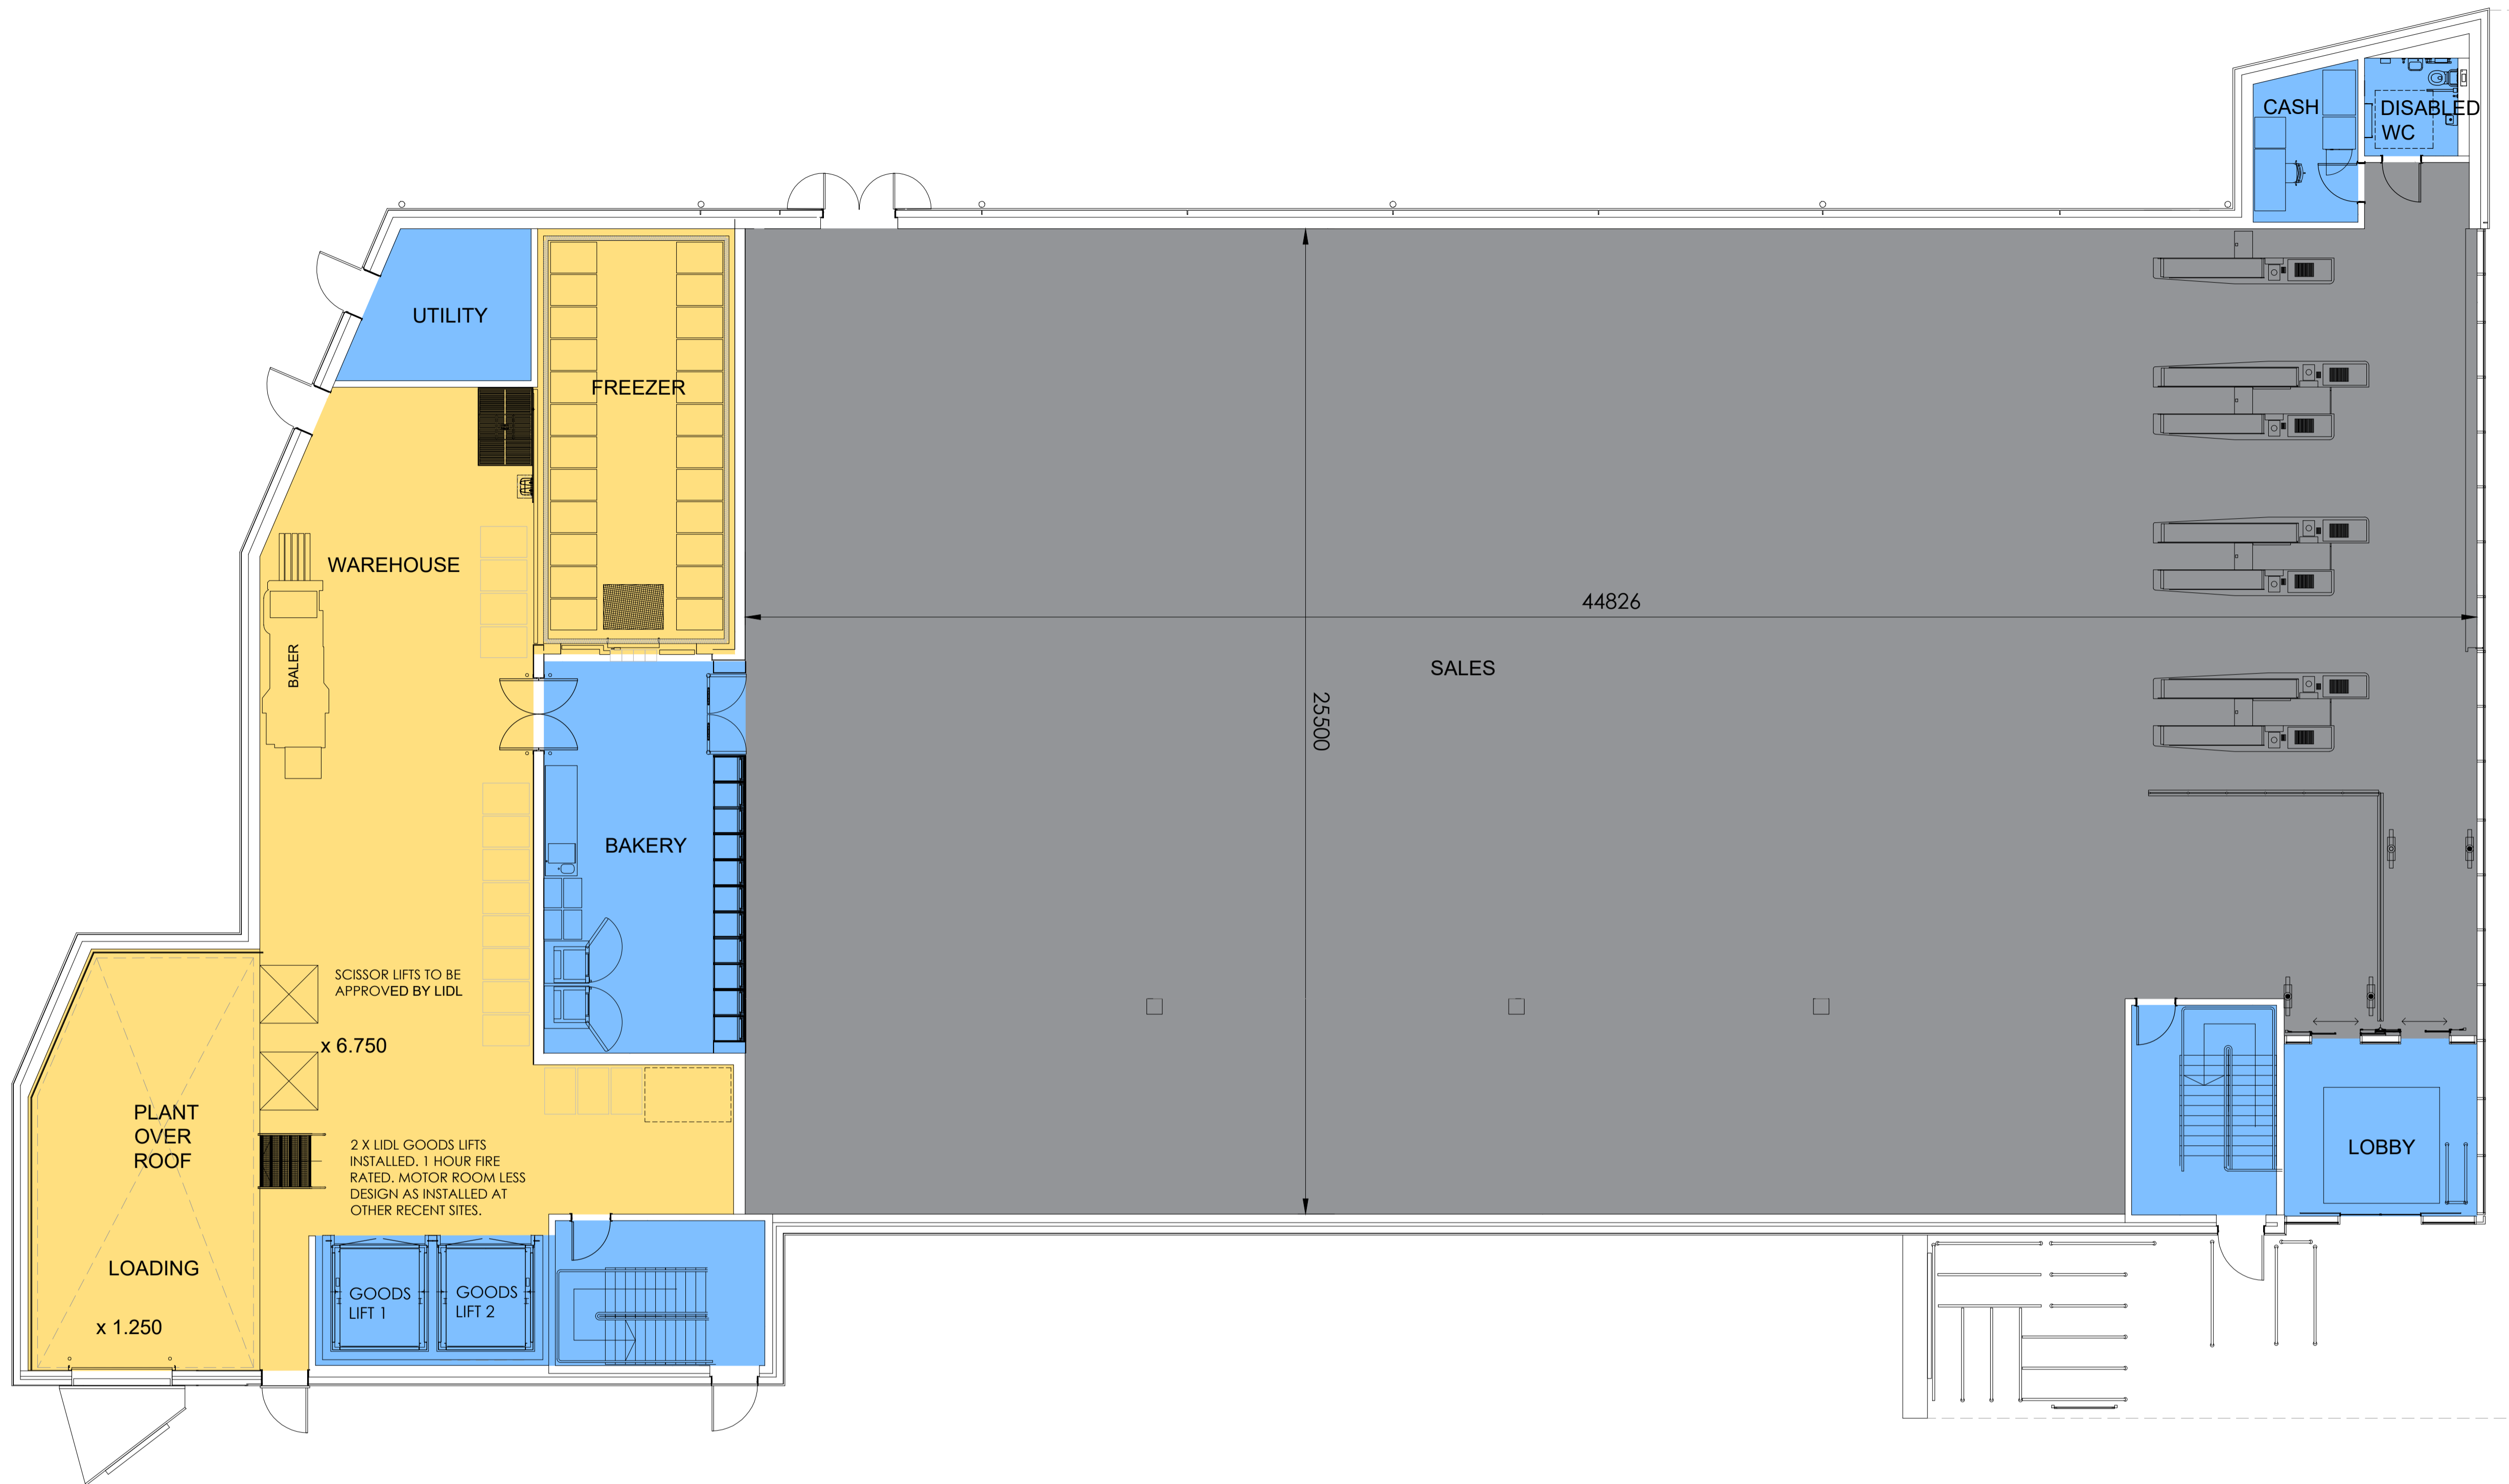 CASH
DISABLED
WC
UTILITY
FREEZER
WAREHOUSE
44826
BALER
SALES
25500
BAKERY
SCISSOR LIFTS TO BE
APPROVED BY LIDL
x 6.750
PLANT
OVER
ROOF
2 X LIDL GOODS LIFTS
INSTALLED. 1 HOUR FIRE
RATED. MOTOR ROOM LESS
DESIGN AS INSTALLED AT
OTHER RECENT SITES.
LOBBY
LOADING
GOODS
LIFT 1
GOODS
LIFT 2
x 1.250